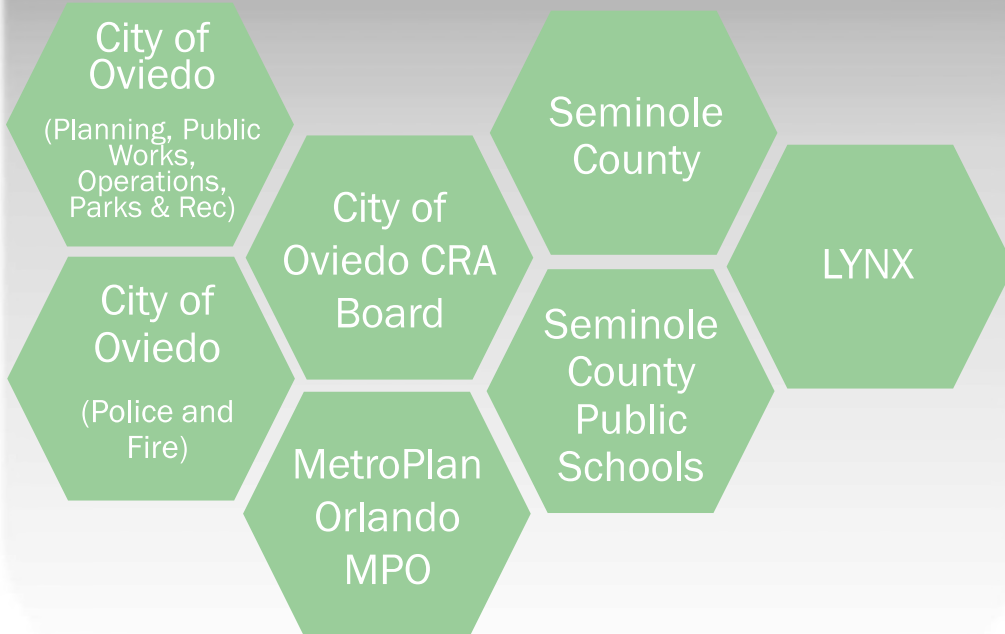 City of
Oviedo
(Planning, Public
Works,
Operations,
Parks & Rec)
City of
Oviedo
(Police and
Fire)
City of
Oviedo CRA
Board
MetroPlan
Orlando
MPO
Seminole
County
Seminole
County
Public
Schools
LYNX